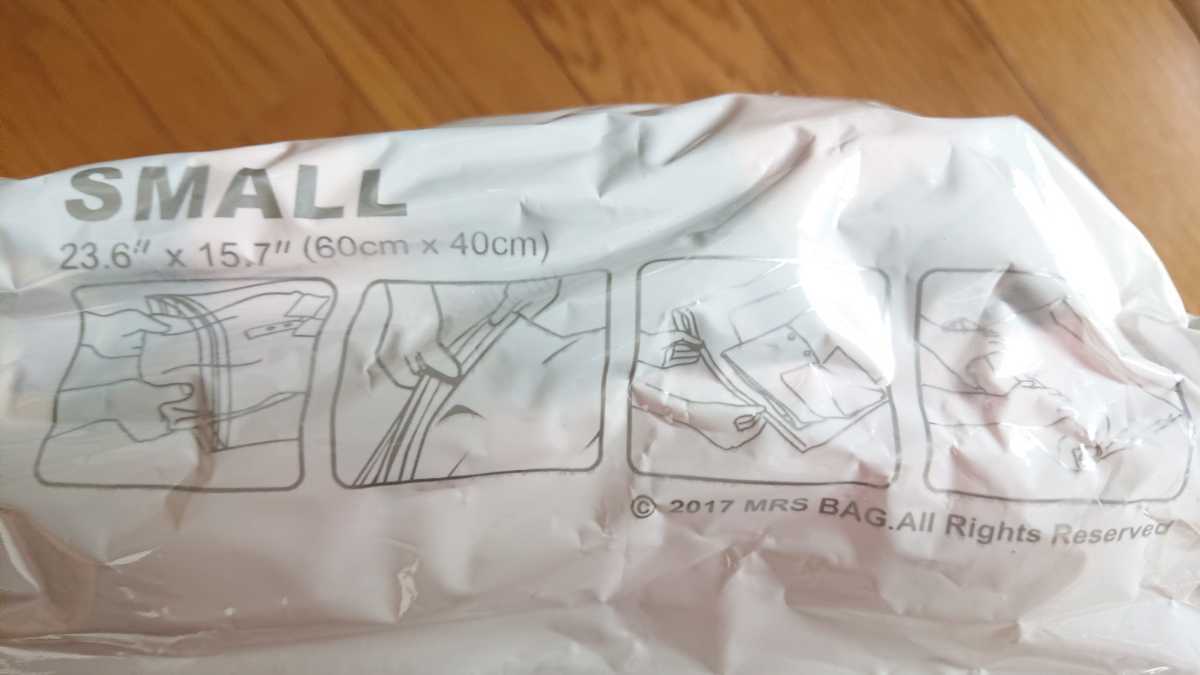 SMALL
23.6" x 15.7" (60cm x 40cm)
© 2017 MRS BAG.All Rights Reserved